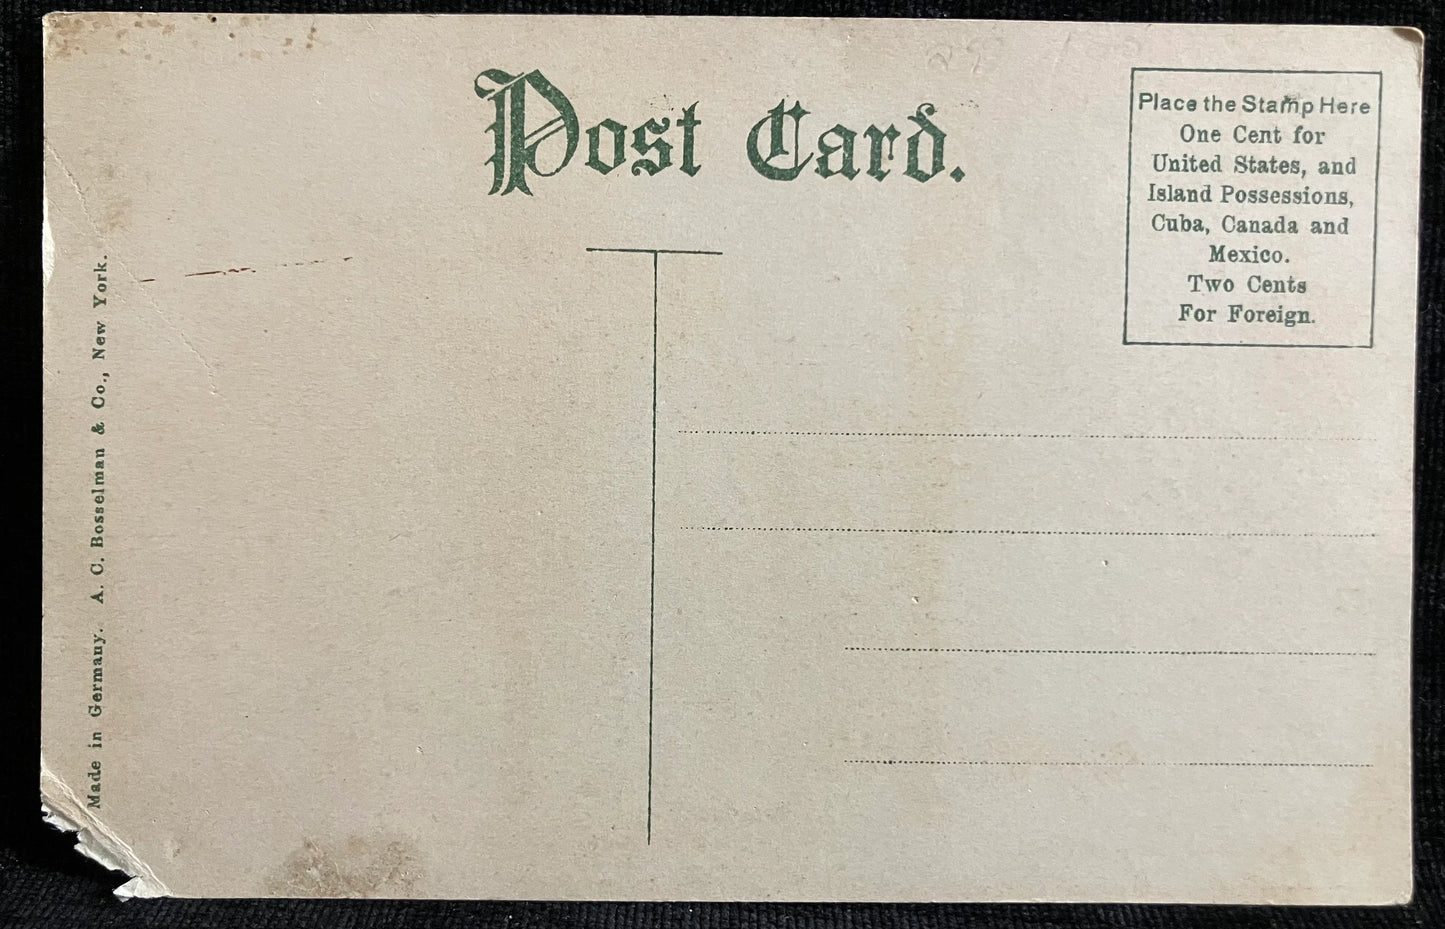 Post Card.
Place the Stamp Here
One Cent for
United States, and
Island Possessions,
Cuba, Canada and
Mexico.
Two Cents
For Foreign.
Made in Germany. A. C. Bosselman & Co., New York.